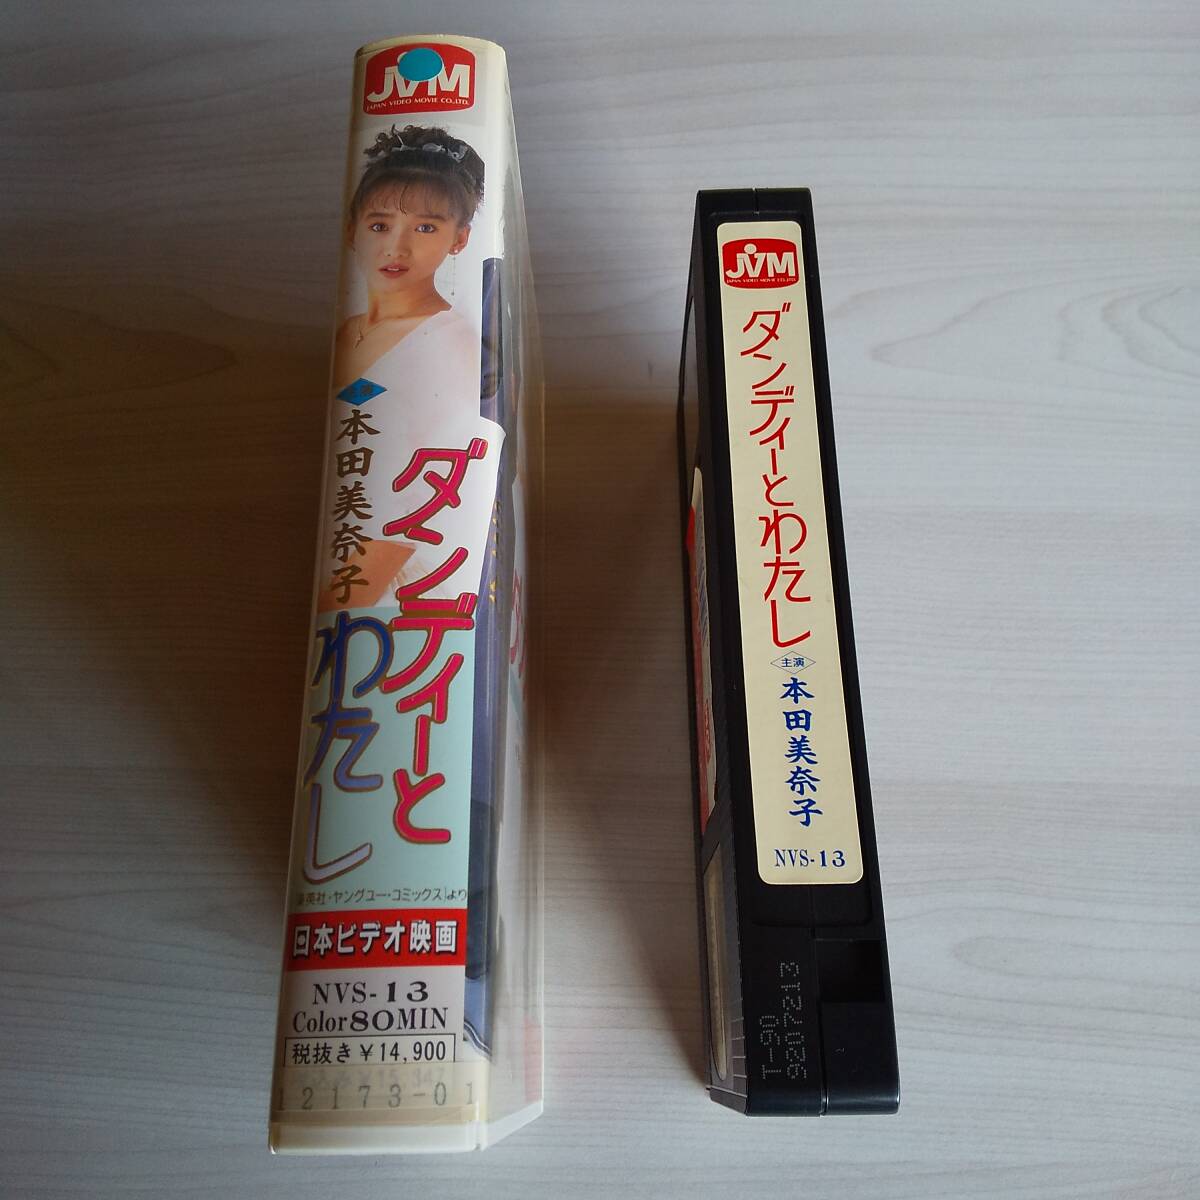 JVM
JAPAN VIDEO MOVIE CO.,LTD.
主演
本田美奈子
ダンディーと
わたし
集英社・ヤングユー・コミックス]より
日本ビデオ映画
NVS-13
Color80MIN
税抜き¥14,900
12173-01
JVM
JAPAN VIDEO MOVIE CO.,LTD.
ダンディーとわたし
主演
本田美奈子
NVS-13
T-90
9207213